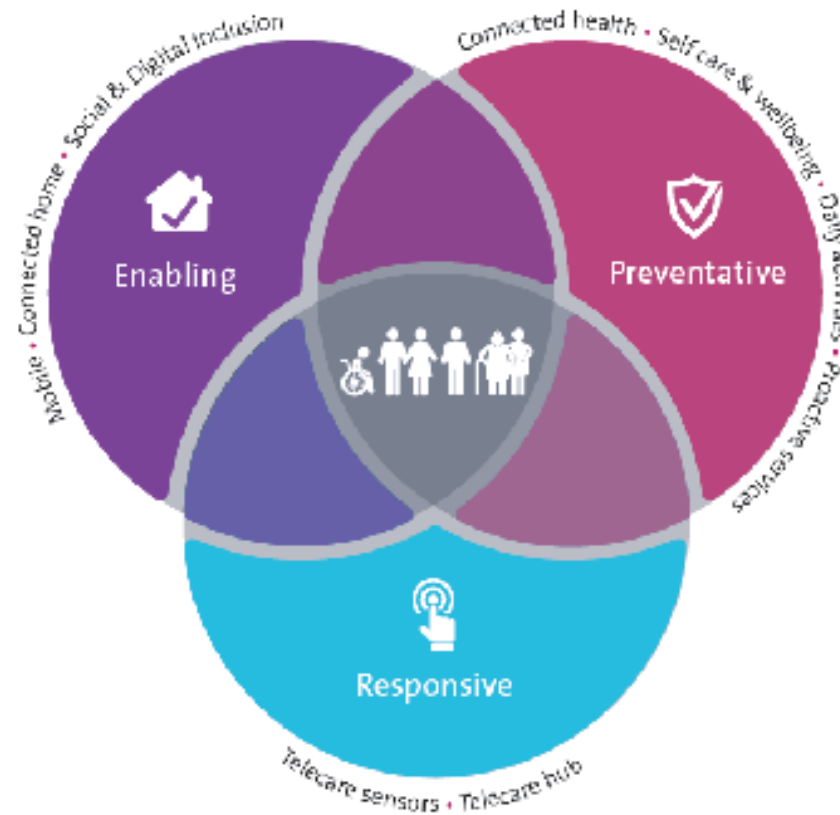 Mobile • Connected home • Social & Digital Inclusion
Connected health • Self care & wellbeing • Daily activities • Proactive services
Enabling
Preventative
Responsive
Telecare sensors • Telecare hub